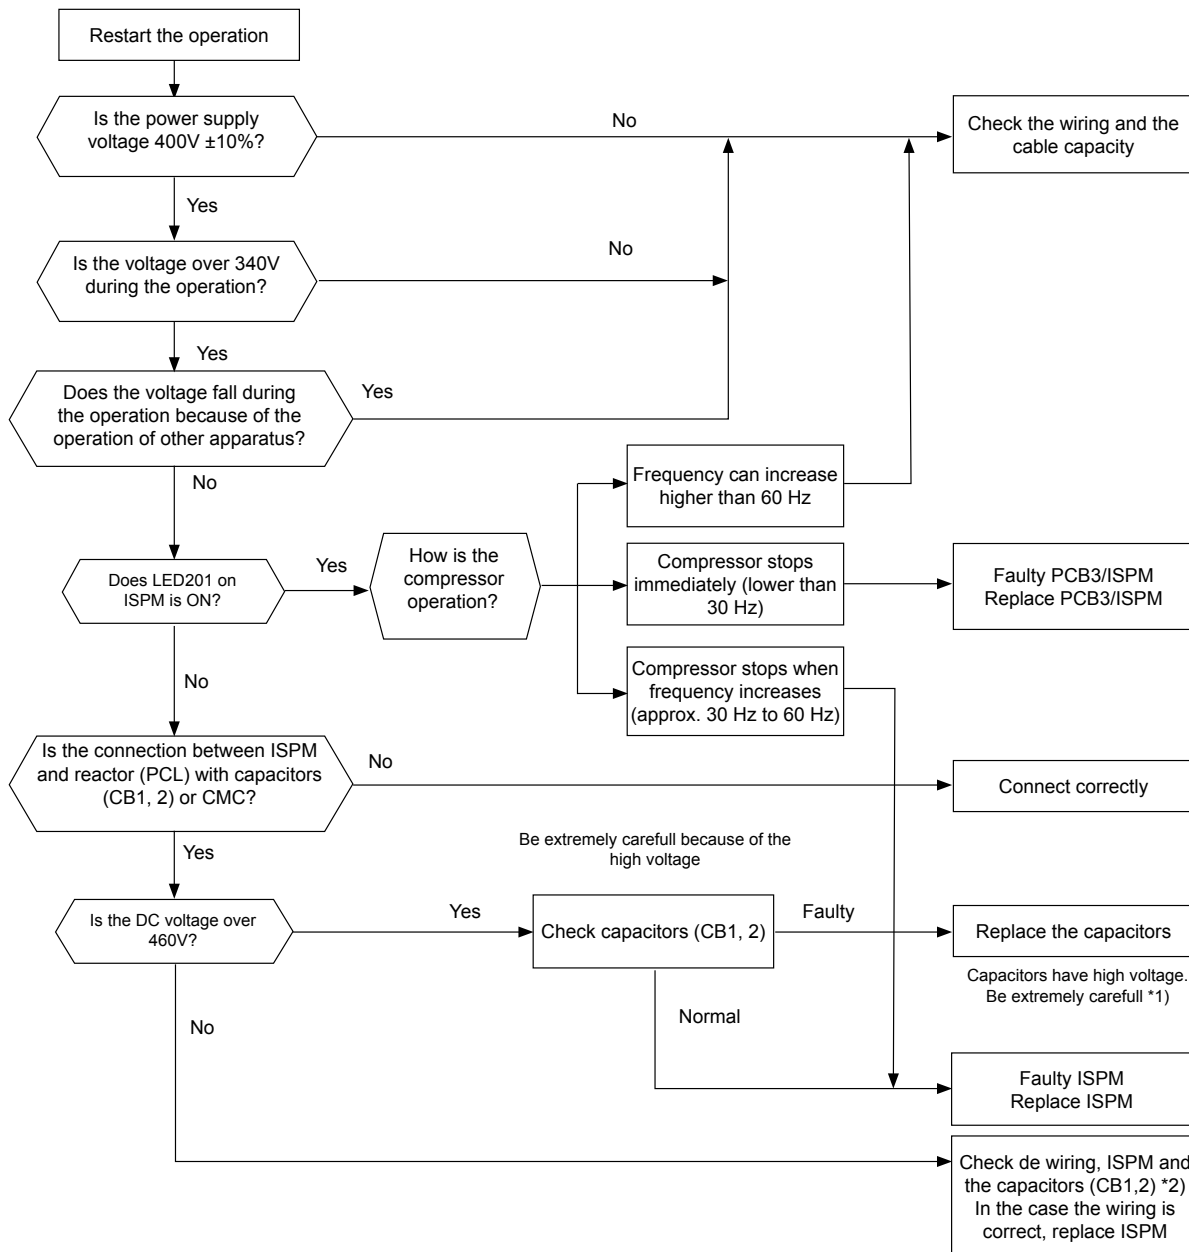 Restart the operation
Is the power supply
voltage 400V ±10%?
No
Check the wiring and the
cable capacity
Yes
Is the voltage over 340V
during the operation?
No
Yes
Does the voltage fall during
the operation because of the
operation of other apparatus?
Yes
No
Frequency can increase
higher than 60 Hz
Does LED201 on
ISPM is ON?
Yes
How is the
compressor
operation?
Compressor stops
immediately (lower than
30 Hz)
Faulty PCB3/ISPM
Replace PCB3/ISPM
Compressor stops when
frequency increases
(approx. 30 Hz to 60 Hz)
No
Is the connection between ISPM
and reactor (PCL) with capacitors
(CB1, 2) or CMC?
No
Connect correctly
Yes
Be extremely carefull because of the
high voltage
Is the DC voltage over
460V?
Yes
Check capacitors (CB1, 2)
Faulty
Replace the capacitors
Capacitors have high voltage.
Be extremely carefull *1)
No
Normal
Faulty ISPM
Replace ISPM
Check de wiring, ISPM and
the capacitors (CB1,2) *2)
In the case the wiring is
correct, replace ISPM